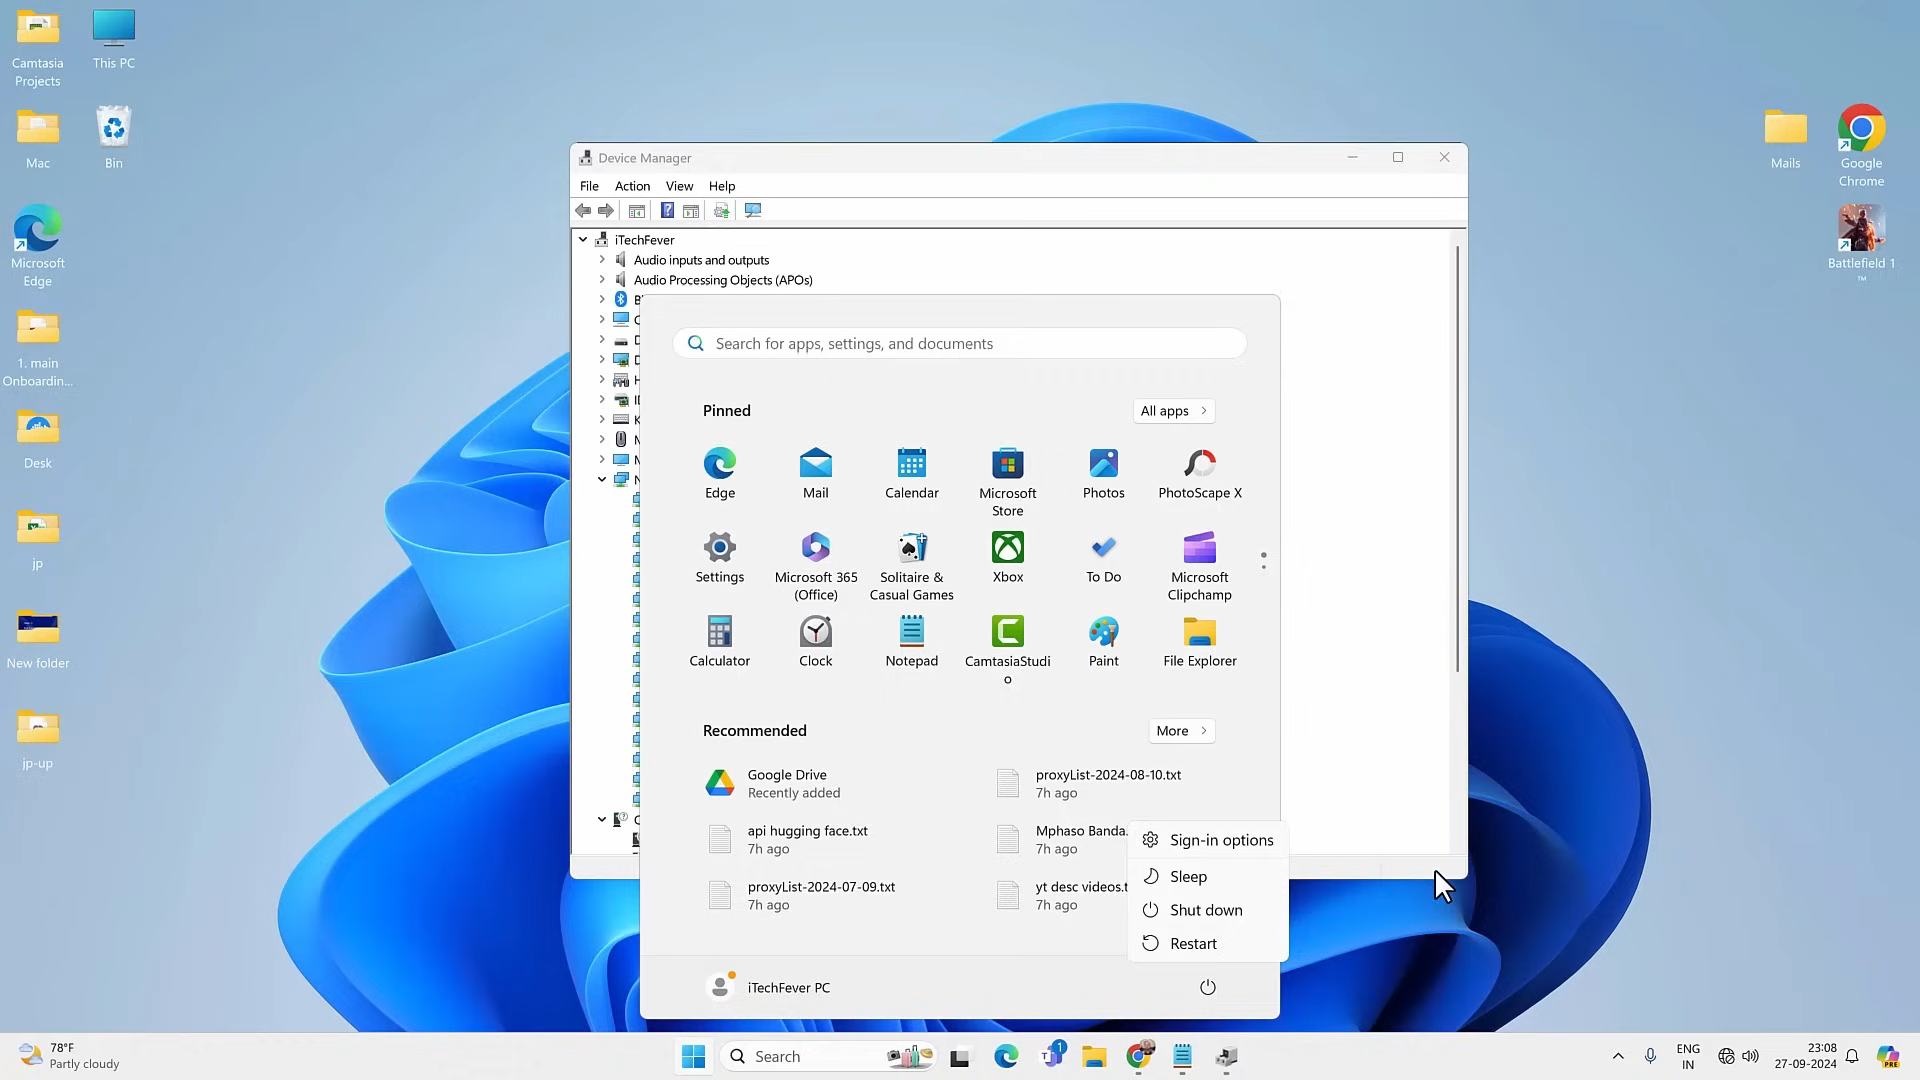 Camtasia
Projects
This PC
Mac
Bin
Microsoft
Edge
1. main
Onboardin...
Desk
jp
New folder
jp-up
Mails
Google
Chrome
Battlefield 1
™
Device Manager
File Action View Help
iTechFever
Audio inputs and outputs
Audio Processing Objects (APOs)
Search for apps, settings, and documents
Pinned
All apps
Edge
Mail
Calendar
Microsoft
Store
Photos
PhotoScape X
Settings
Microsoft 365
(Office)
Solitaire &
Casual Games
Xbox
To Do
Microsoft
Clipchamp
Calculator
Clock
Notepad
CamtasiaStudi
o
Paint
File Explorer
Recommended
More
Google Drive
Recently added
proxyList-2024-08-10.txt
7h ago
api hugging face.txt
7h ago
Mphaso Banda.
7h ago
proxyList-2024-07-09.txt
7h ago
yt desc videos.t
7h ago
Sign-in options
Sleep
Shut down
Restart
iTechFever PC
78°F
Partly cloudy
Search
1
ENG
IN
23:08
27-09-2024
PRE